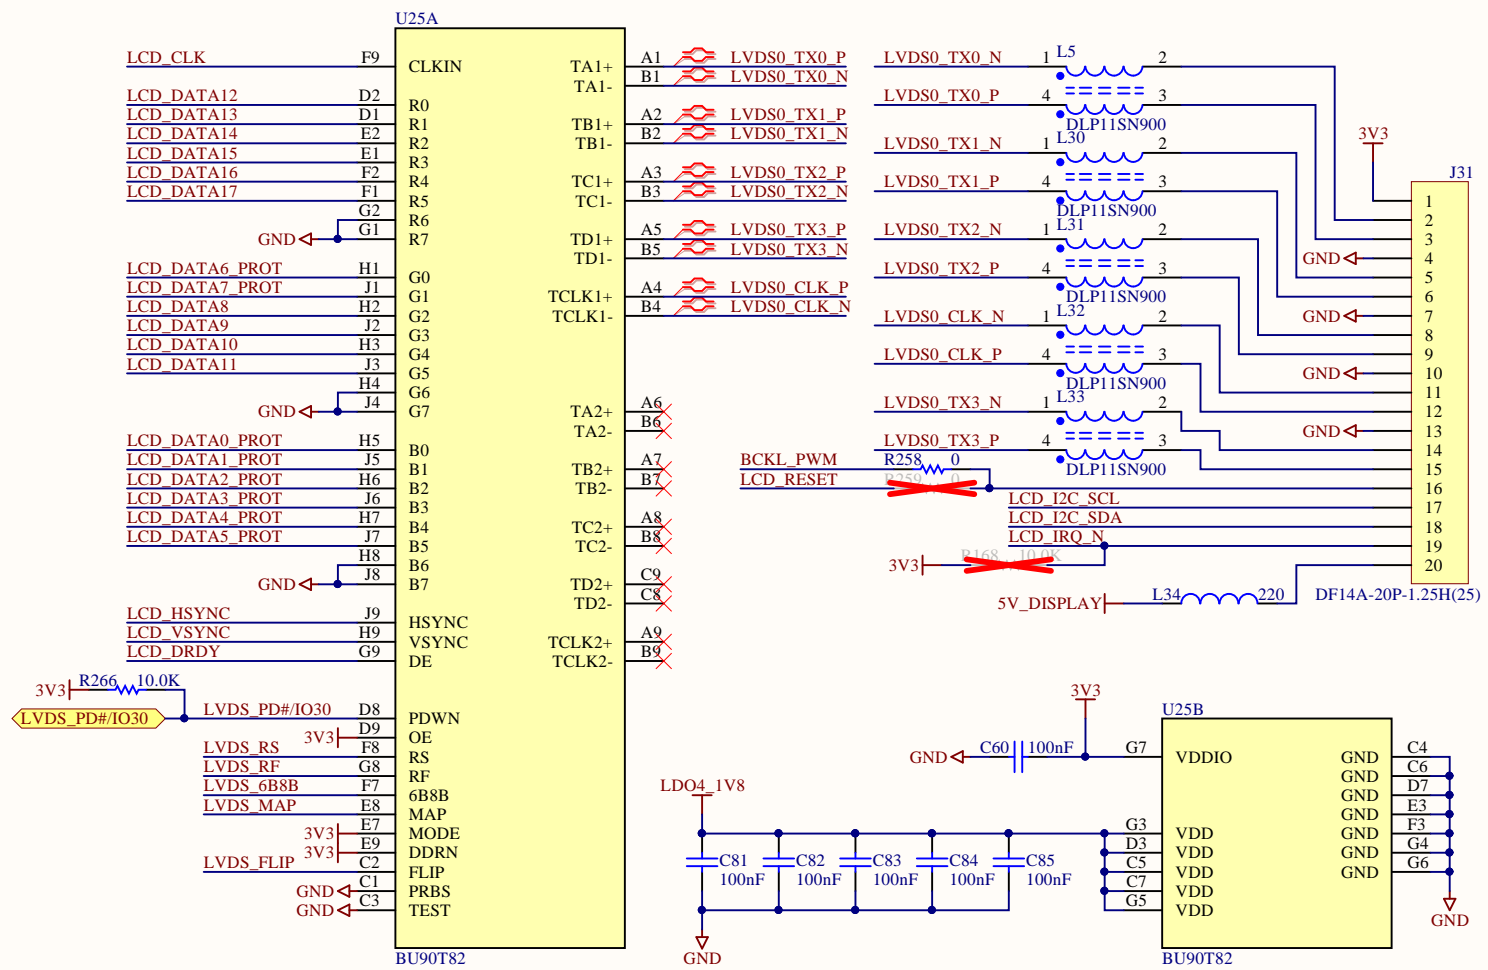 U25A
LCD_CLK F9 CLKIN
LCD_DATA12 D2 R0
LCD_DATA13 D1 R1
LCD_DATA14 E2 R2
LCD_DATA15 E1 R3
LCD_DATA16 F2 R4
LCD_DATA17 F1 R5
G2 R6
GND G1 R7
LCD_DATA6_PROT H1 G0
LCD_DATA7_PROT J1 G1
LCD_DATA8 H2 G2
LCD_DATA9 J2 G3
LCD_DATA10 H3 G4
LCD_DATA11 J3 G5
H4 G6
GND J4 G7
LCD_DATA0_PROT H5 B0
LCD_DATA1_PROT J5 B1
LCD_DATA2_PROT H6 B2
LCD_DATA3_PROT J6 B3
LCD_DATA4_PROT H7 B4
LCD_DATA5_PROT J7 B5
H8 B6
GND J8 B7
LCD_HSYNC J9 HSYNC
LCD_VSYNC H9 VSYNC
LCD_DRDY G9 DE
3V3 R266 10.0K
LVDS_PD#/IO30 LVDS_PD#/IO30 D8 PDWN
3V3 D9 OE
LVDS_RS F8 RS
LVDS_RF G8 RF
LVDS_6B8B F7 6B8B
LVDS_MAP E8 MAP
3V3 E7 MODE
3V3 E9 DDRN
LVDS_FLIP C2 FLIP
GND C1 PRBS
GND C3 TEST
BU90T82
TA1+ A1 LVDS0_TX0_P
TA1- B1 LVDS0_TX0_N
TB1+ A2 LVDS0_TX1_P
TB1- B2 LVDS0_TX1_N
TC1+ A3 LVDS0_TX2_P
TC1- B3 LVDS0_TX2_N
TD1+ A5 LVDS0_TX3_P
TD1- B5 LVDS0_TX3_N
TCLK1+ A4 LVDS0_CLK_P
TCLK1- B4 LVDS0_CLK_N
TA2+ A6
TA2- B6
TB2+ A7
TB2- B7
TC2+ A8
TC2- B8
TD2+ C9
TD2- C8
TCLK2+ A9
TCLK2- B9
LVDS0_TX0_N 1 L5 2
LVDS0_TX0_P 4 3
DLP11SN900
LVDS0_TX1_N 1 L30 2
LVDS0_TX1_P 4 3
DLP11SN900
LVDS0_TX2_N 1 L31 2
LVDS0_TX2_P 4 3
DLP11SN900
LVDS0_CLK_N 1 L32 2
LVDS0_CLK_P 4 3
DLP11SN900
LVDS0_TX3_N 1 L33 2
LVDS0_TX3_P 4 3
DLP11SN900
BCKL_PWM R258 0
LCD_RESET R259 0
LCD_I2C_SCL
LCD_I2C_SDA
LCD_IRQ_N
3V3 R168 10.0K
5V_DISPLAY L34 220
3V3
J31
1
2
3
GND 4
5
6
GND 7
8
9
GND 10
11
12
GND 13
14
15
16
17
18
19
20
DF14A-20P-1.25H(25)
3V3
U25B
GND C60 100nF G7 VDDIO
LDO4_1V8
G3 VDD
D3 VDD
C5 VDD
C7 VDD
G5 VDD
C81 100nF
C82 100nF
C83 100nF
C84 100nF
C85 100nF
GND
GND C4
GND C6
GND D7
GND E3
GND F3
GND G4
GND G6
GND
BU90T82